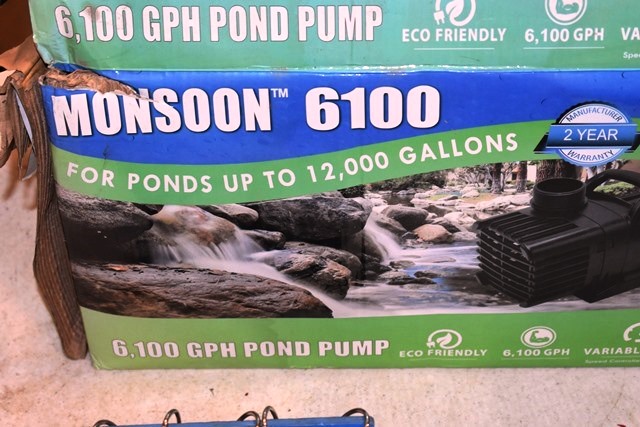 6,100 GPH POND PUMP
ECO FRIENDLY
6,100 GPH
MONSOON™ 6100
MANUFACTURER
2 YEAR
WARRANTY
FOR PONDS UP TO 12,000 GALLONS
6,100 GPH POND PUMP
ECO FRIENDLY
6,100 GPH
VARIABL